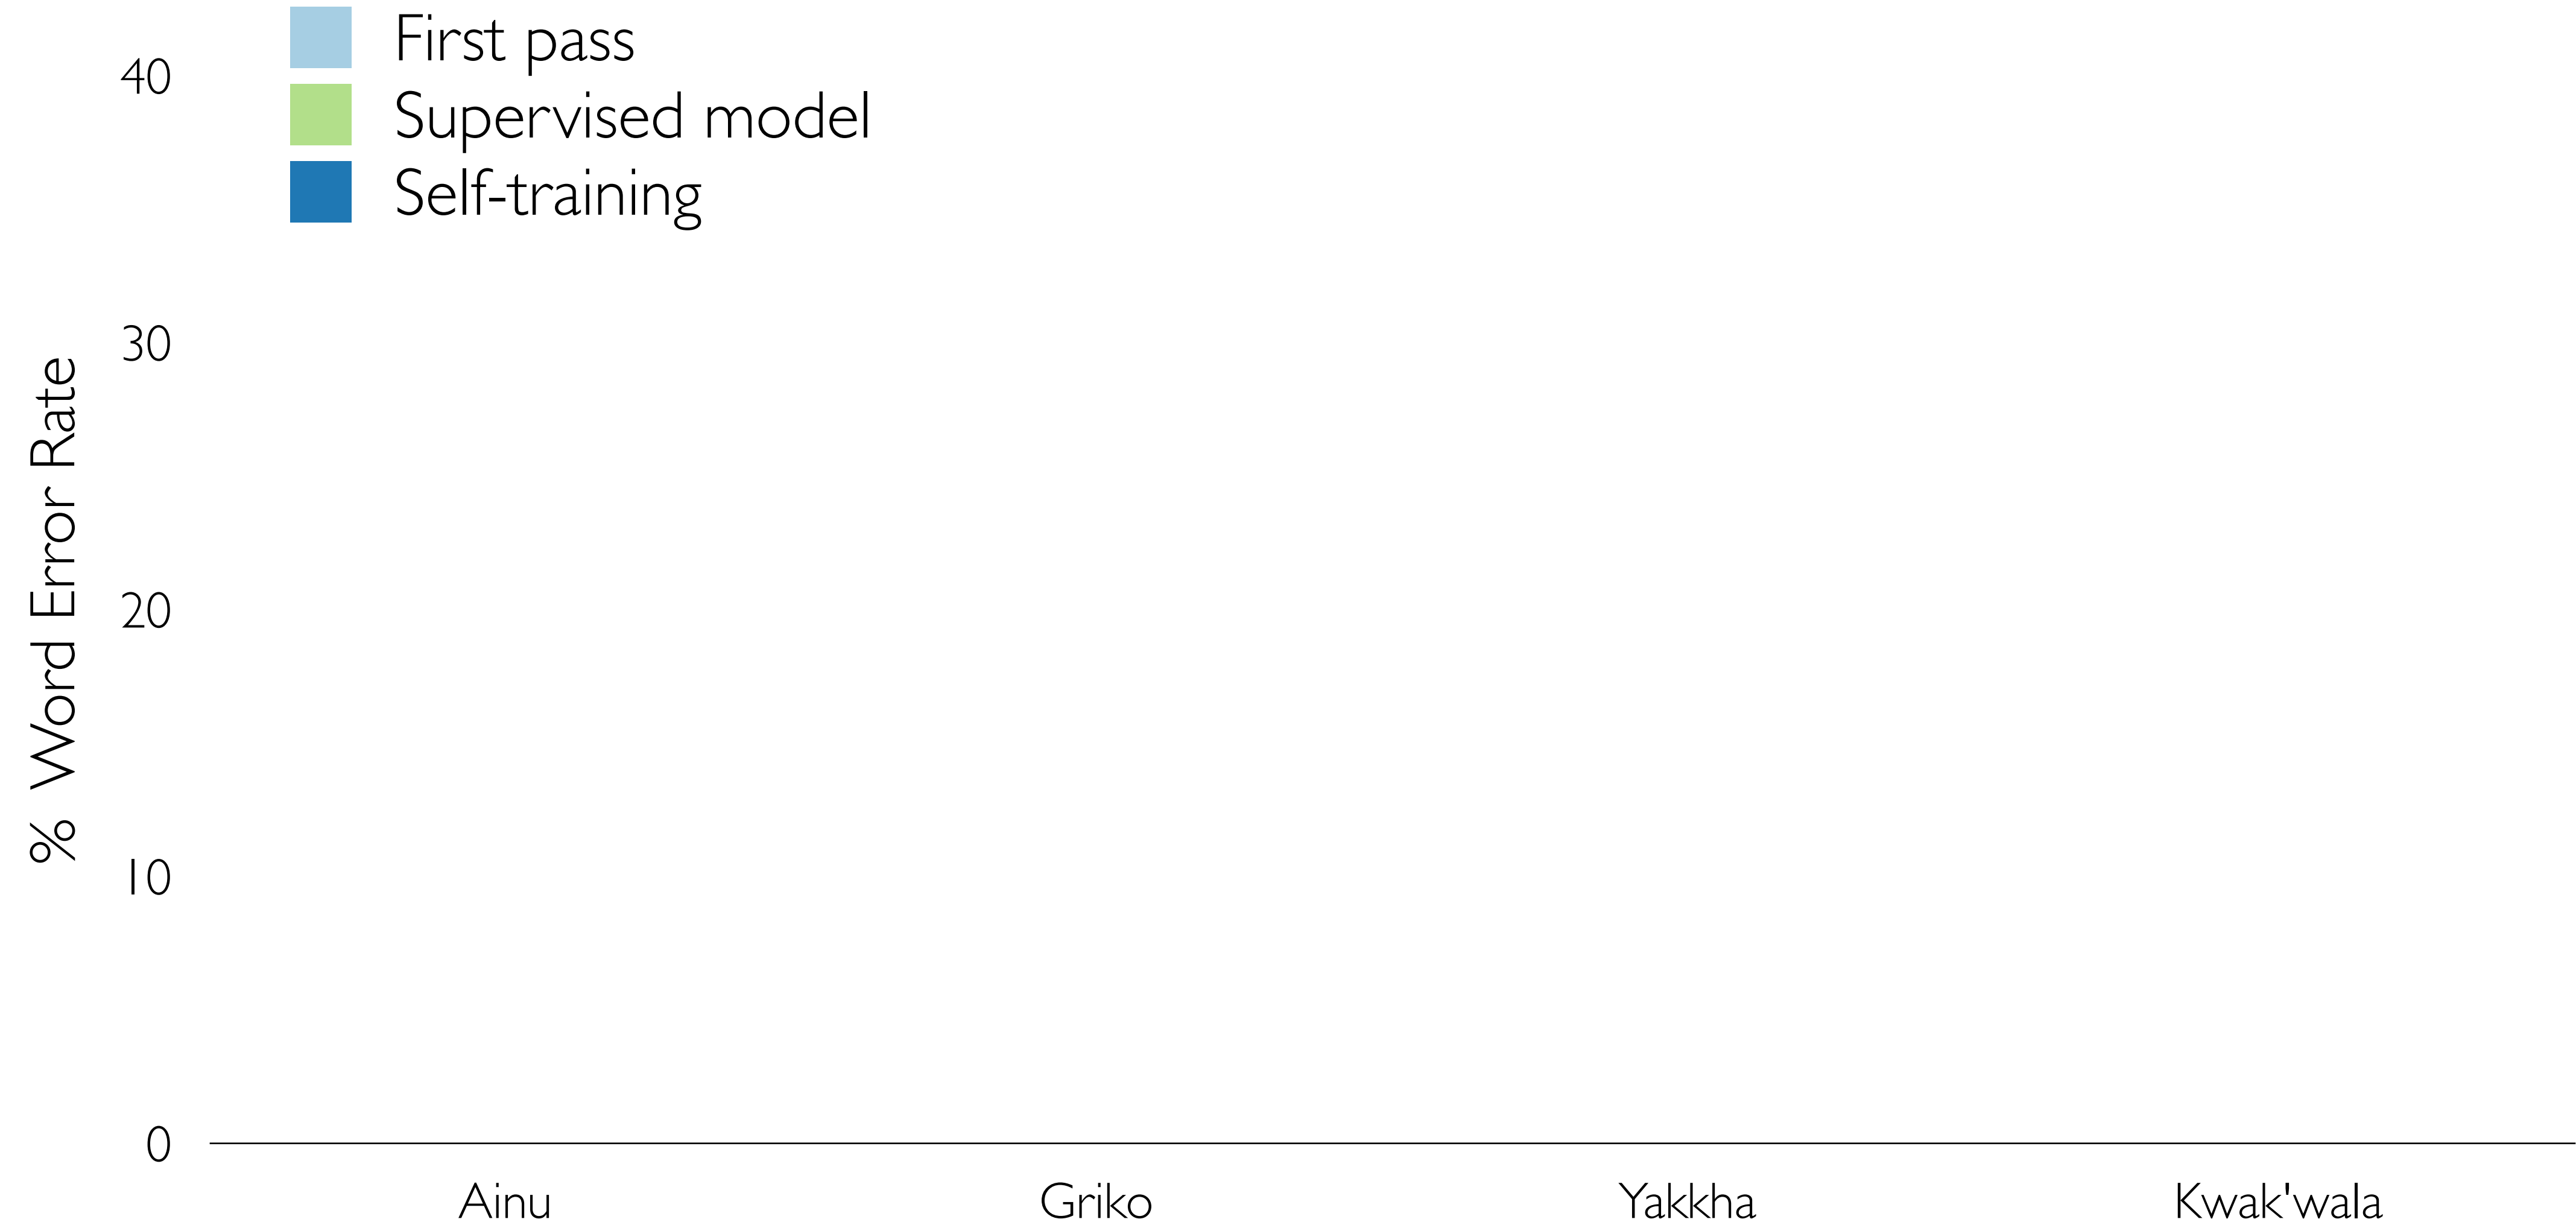 First pass
Supervised model
Self-training
% Word Error Rate
40
30
20
10
0
Ainu
Griko
Yakkha
Kwak'wala